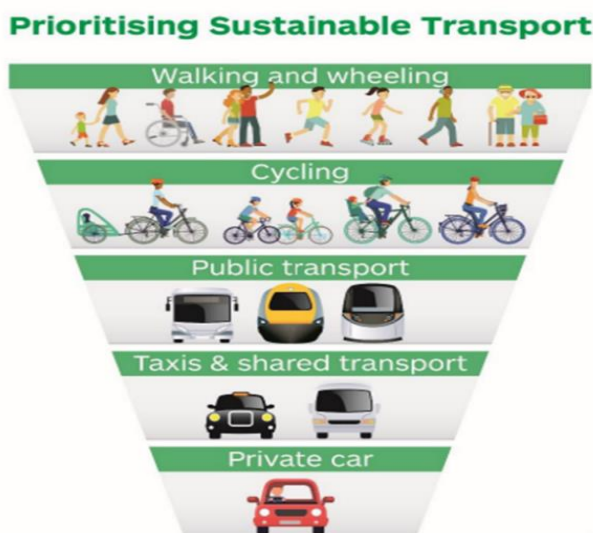 Prioritising Sustainable Transport
Walking and wheeling
Cycling
Public transport
Taxis & shared transport
Private car